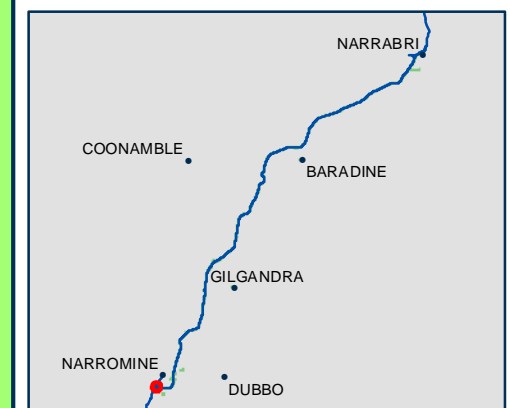 NARRABRI
COONAMBLE
BARADINE
GILGANDRA
NARROMINE
DUBBO